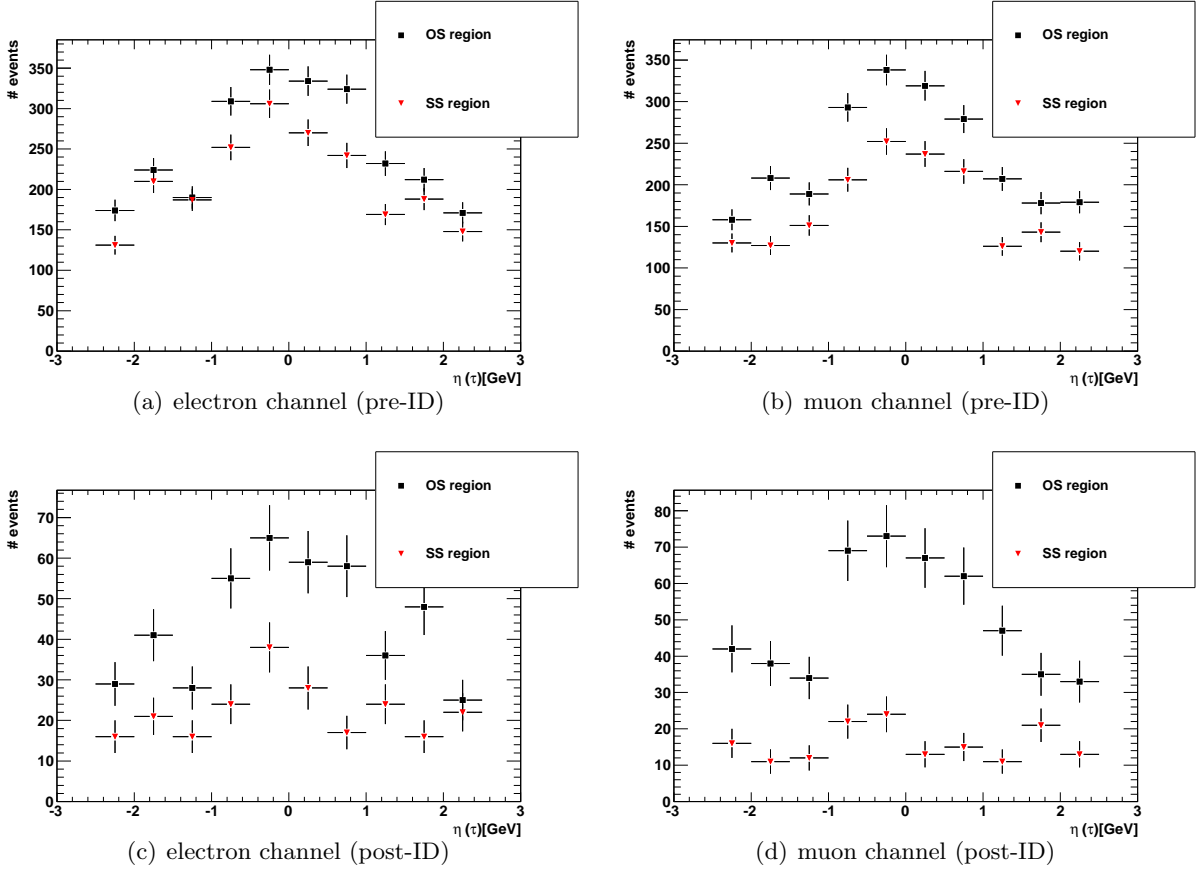 # events
350
300
250
200
150
100
50
0
-3 -2 -1 0 1 2 3
η (τ)[GeV]
OS region
SS region
(a) electron channel (pre-ID)
# events
350
300
250
200
150
100
50
0
-3 -2 -1 0 1 2 3
η (τ)[GeV]
OS region
SS region
(b) muon channel (pre-ID)
# events
70
60
50
40
30
20
10
0
-3 -2 -1 0 1 2 3
η (τ)[GeV]
OS region
SS region
(c) electron channel (post-ID)
# events
80
70
60
50
40
30
20
10
0
-3 -2 -1 0 1 2 3
η (τ)[GeV]
OS region
SS region
(d) muon channel (post-ID)